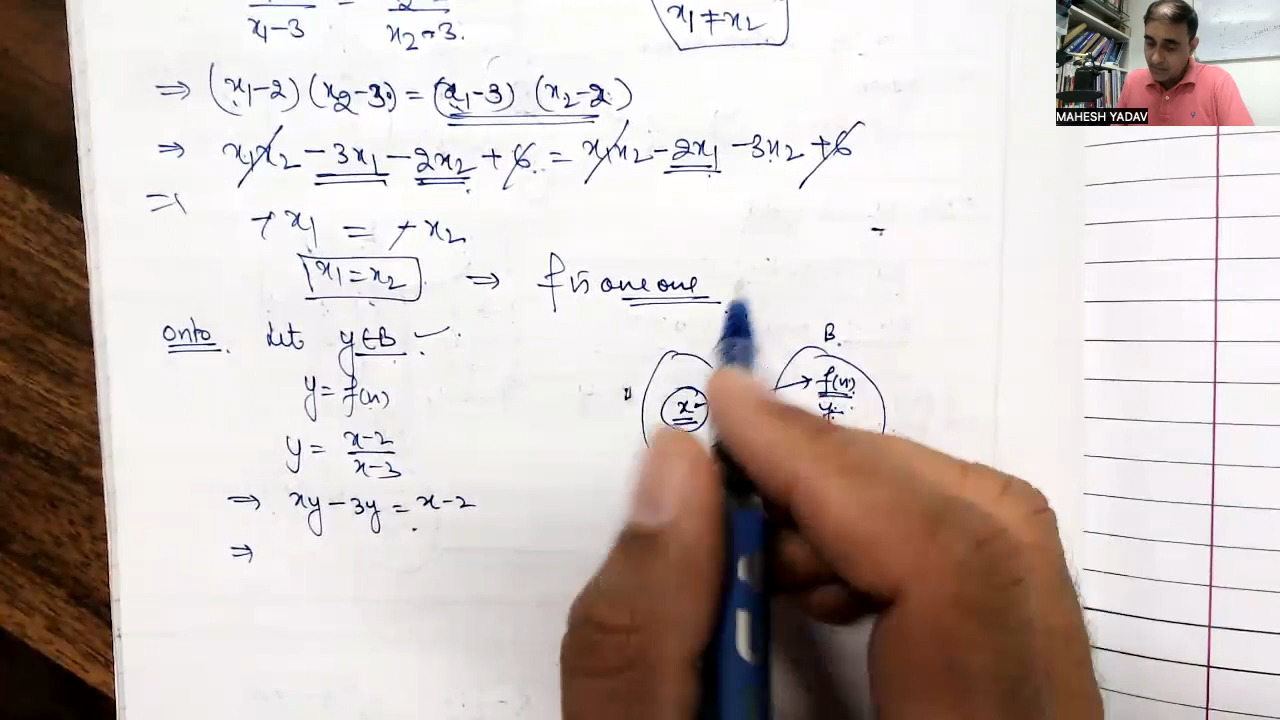 x₁-3 x₂-3.
x₁ ≠ x₂
⇒ (x₁-2) (x₂-3) = (x₁-3) (x₂-2)
⇒ x₁x₂ -3x₁ -2x₂ +6 = x₁x₂ -2x₁ -3x₂ +6
⇒
+x₁ = +x₂
x₁=x₂ ⇒ f is one one
Onto. Let y∈B
B.
y= f(x)
x f(x)
y
y= x-2/x-3
⇒ xy -3y = x-2
⇒
MAHESH YADAV